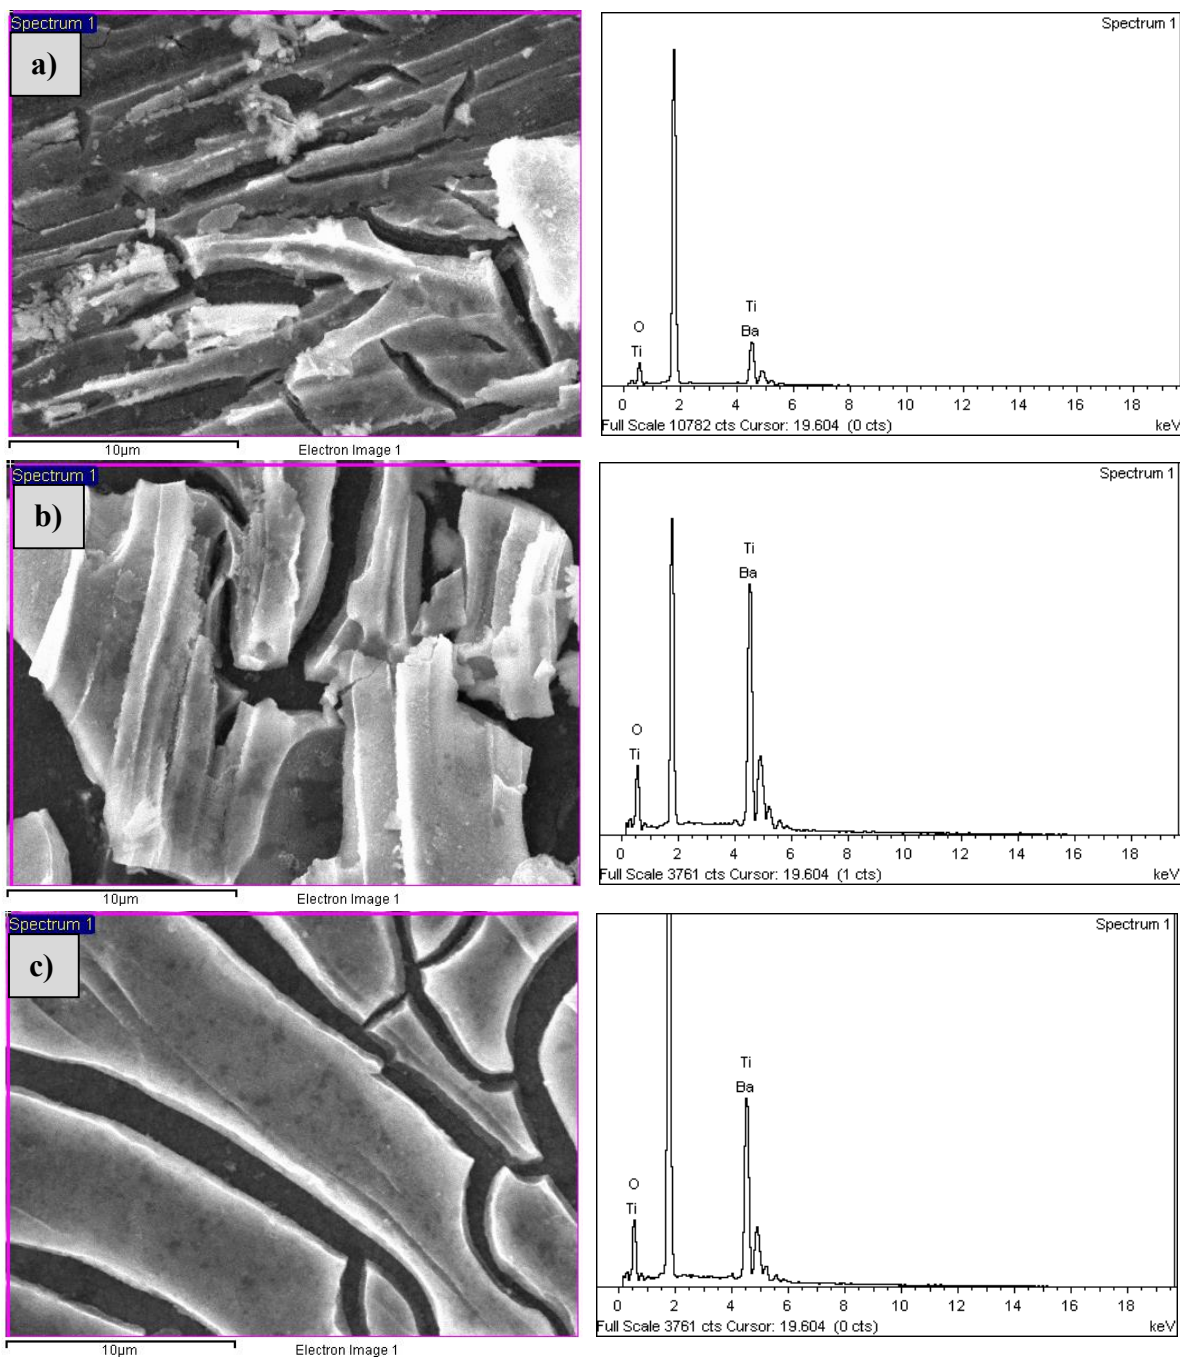 Spectrum 1
a)
10µm
Electron Image 1
Spectrum 1
Ti
O
Ba
Ti
0 2 4 6 8 10 12 14 16 18
Full Scale 10782 cts Cursor: 19.604 (0 cts)
keV
Spectrum 1
b)
10µm
Electron Image 1
Spectrum 1
Ti
Ba
O
Ti
0 2 4 6 8 10 12 14 16 18
Full Scale 3761 cts Cursor: 19.604 (1 cts)
keV
Spectrum 1
c)
10µm
Electron Image 1
Spectrum 1
Ti
Ba
O
Ti
0 2 4 6 8 10 12 14 16 18
Full Scale 3761 cts Cursor: 19.604 (0 cts)
keV